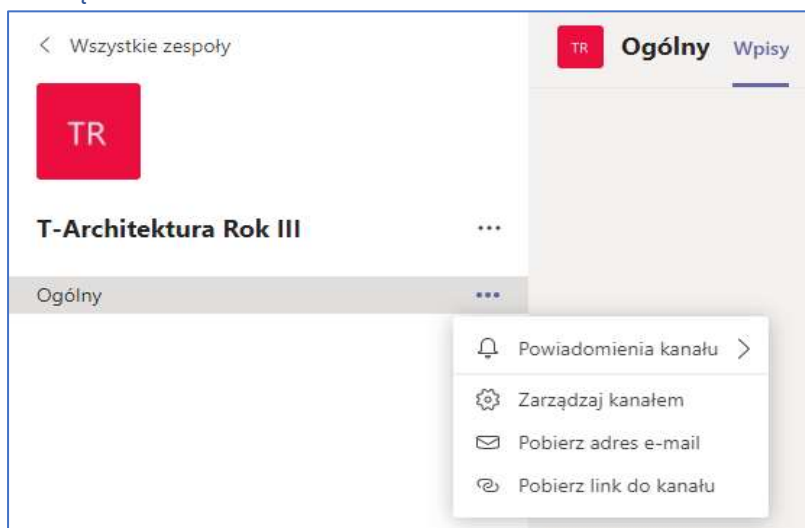 Wszystkie zespoły
TR
T-Architektura Rok III
...
Ogólny
...
TR Ogólny Wpisy
Powiadomienia kanału
Zarządzaj kanałem
Pobierz adres e-mail
Pobierz link do kanału